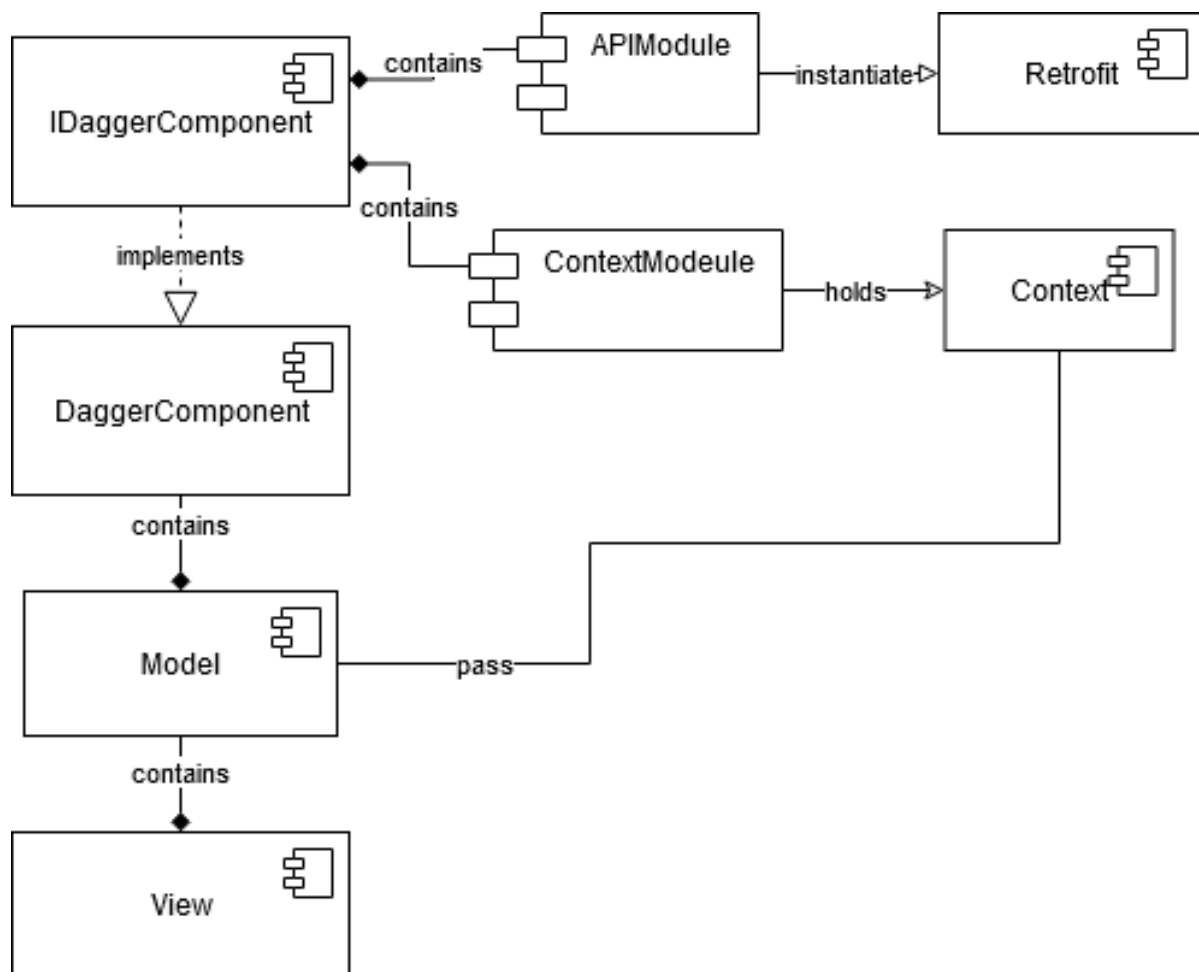 APIModule
contains
instantiate
Retrofit
IDaggerComponent
contains
ContextModeule
implements
holds
Context
DaggerComponent
contains
Model
pass
contains
View